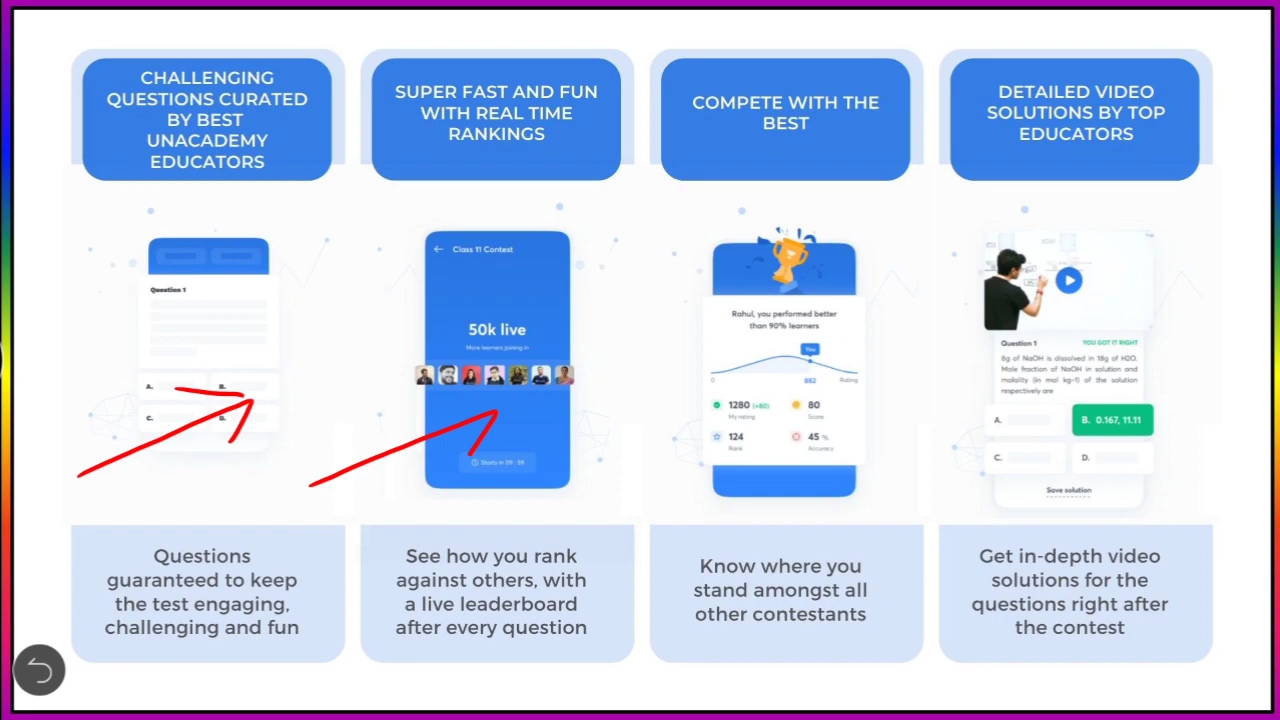 CHALLENGING
QUESTIONS CURATED
BY BEST
UNACADEMY
EDUCATORS
Question 1
A.
B.
C.
D.
Questions
guaranteed to keep
the test engaging,
challenging and fun
SUPER FAST AND FUN
WITH REAL TIME
RANKINGS
Class 11 Contest
50k live
More learners joining in
Starts in 09 : 59
See how you rank
against others, with
a live leaderboard
after every question
COMPETE WITH THE
BEST
Rahul, you performed better
than 90% learners
You
0
882
Rating
1280 (+80)
My rating
80
Score
124
Rank
45 %
Accuracy
Know where you
stand amongst all
other contestants
DETAILED VIDEO
SOLUTIONS BY TOP
EDUCATORS
Question 1
YOU GOT IT RIGHT
8g of NaOH is dissolved in 18g of H2O.
Mole fraction of NaOH in solution and
molality (in mol kg-1) of the solution
respectively are
A.
B. 0.167, 11.11
C.
D.
Save solution
Get in-depth video
solutions for the
questions right after
the contest